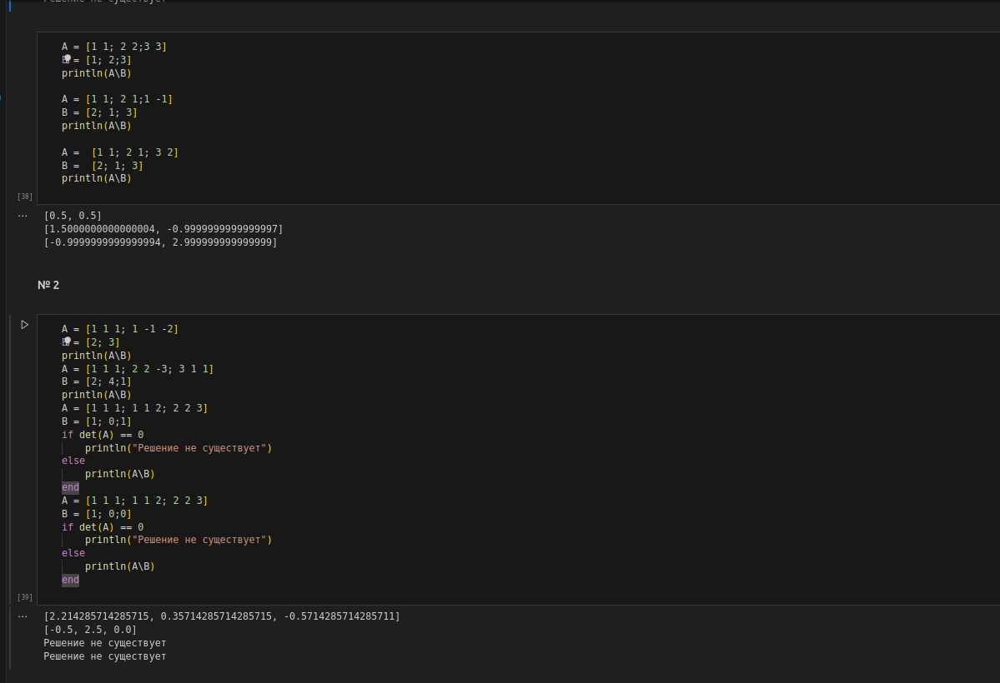 A = [1 1; 2 2;3 3]
= [1; 2;3]
println(A\B)
A = [1 1; 2 1;1 -1]
B = [2; 1; 3]
println(A\B)
A =  [1 1; 2 1; 3 2]
B =  [2; 1; 3]
println(A\B)
[38]
... [0.5, 0.5]
[1.5000000000000004, -0.9999999999999997]
[-0.9999999999999994, 2.999999999999999]
№ 2
A = [1 1 1; 1 -1 -2]
= [2; 3]
println(A\B)
A = [1 1 1; 2 2 -3; 3 1 1]
B = [2; 4;1]
println(A\B)
A = [1 1 1; 1 1 2; 2 2 3]
B = [1; 0;1]
if det(A) == 0
    println("Решение не существует")
else
    println(A\B)
end
A = [1 1 1; 1 1 2; 2 2 3]
B = [1; 0;0]
if det(A) == 0
    println("Решение не существует")
else
    println(A\B)
end
[39]
... [2.214285714285715, 0.35714285714285715, -0.5714285714285711]
[-0.5, 2.5, 0.0]
Решение не существует
Решение не существует